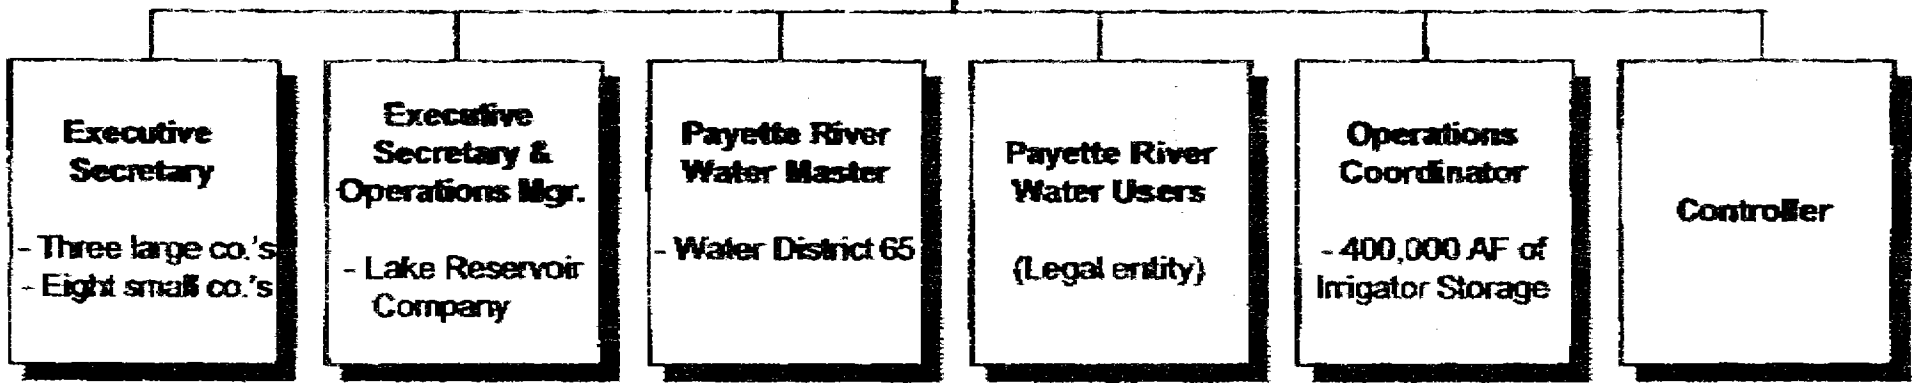 Executive
Secretary
- Three large co.'s
- Eight small co.'s
Executive
Secretary &
Operations Mgr.
- Lake Reservoir
Company
Payette River
Water Master
- Water District 65
Payette River
Water Users
(Legal entity)
Operations
Coordinator
- 400,000 AF of
Irrigator Storage
Controller